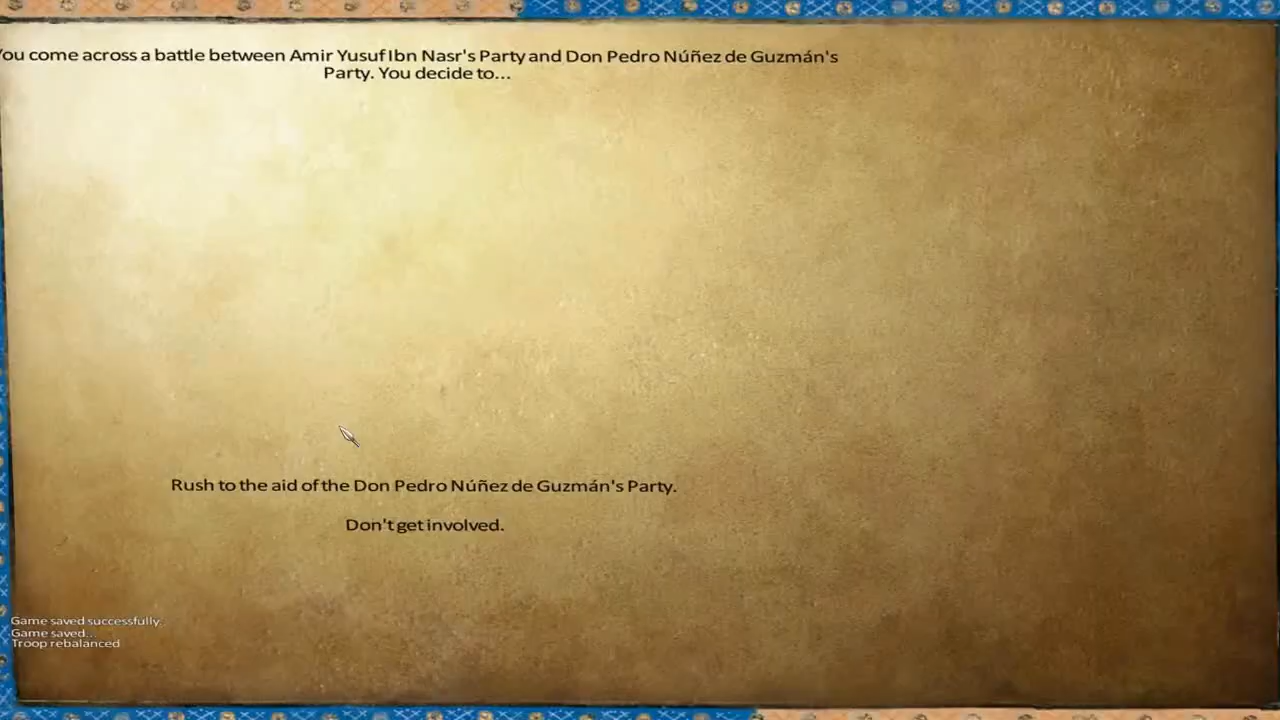 You come across a battle between Amir Yusuf Ibn Nasr's Party and Don Pedro Núñez de Guzmán's
Party. You decide to...
Rush to the aid of the Don Pedro Núñez de Guzmán's Party.
Don't get involved.
Game saved successfully.
Game saved...
Troop rebalanced